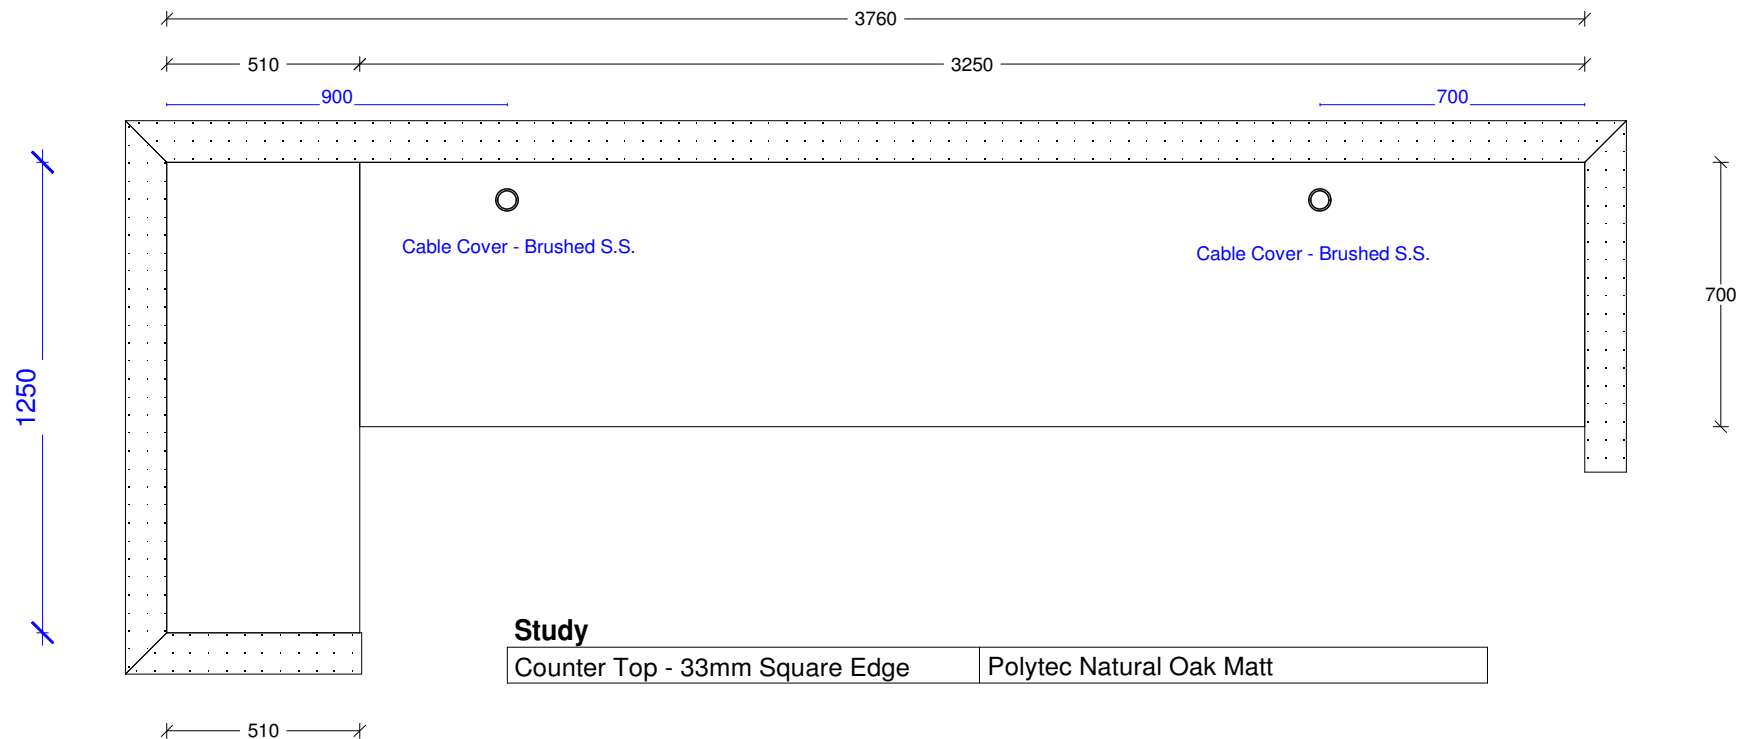 3760
510
3250
900
700
Cable Cover - Brushed S.S.
Cable Cover - Brushed S.S.
700
1250
Study
Counter Top - 33mm Square Edge
Polytec Natural Oak Matt
510